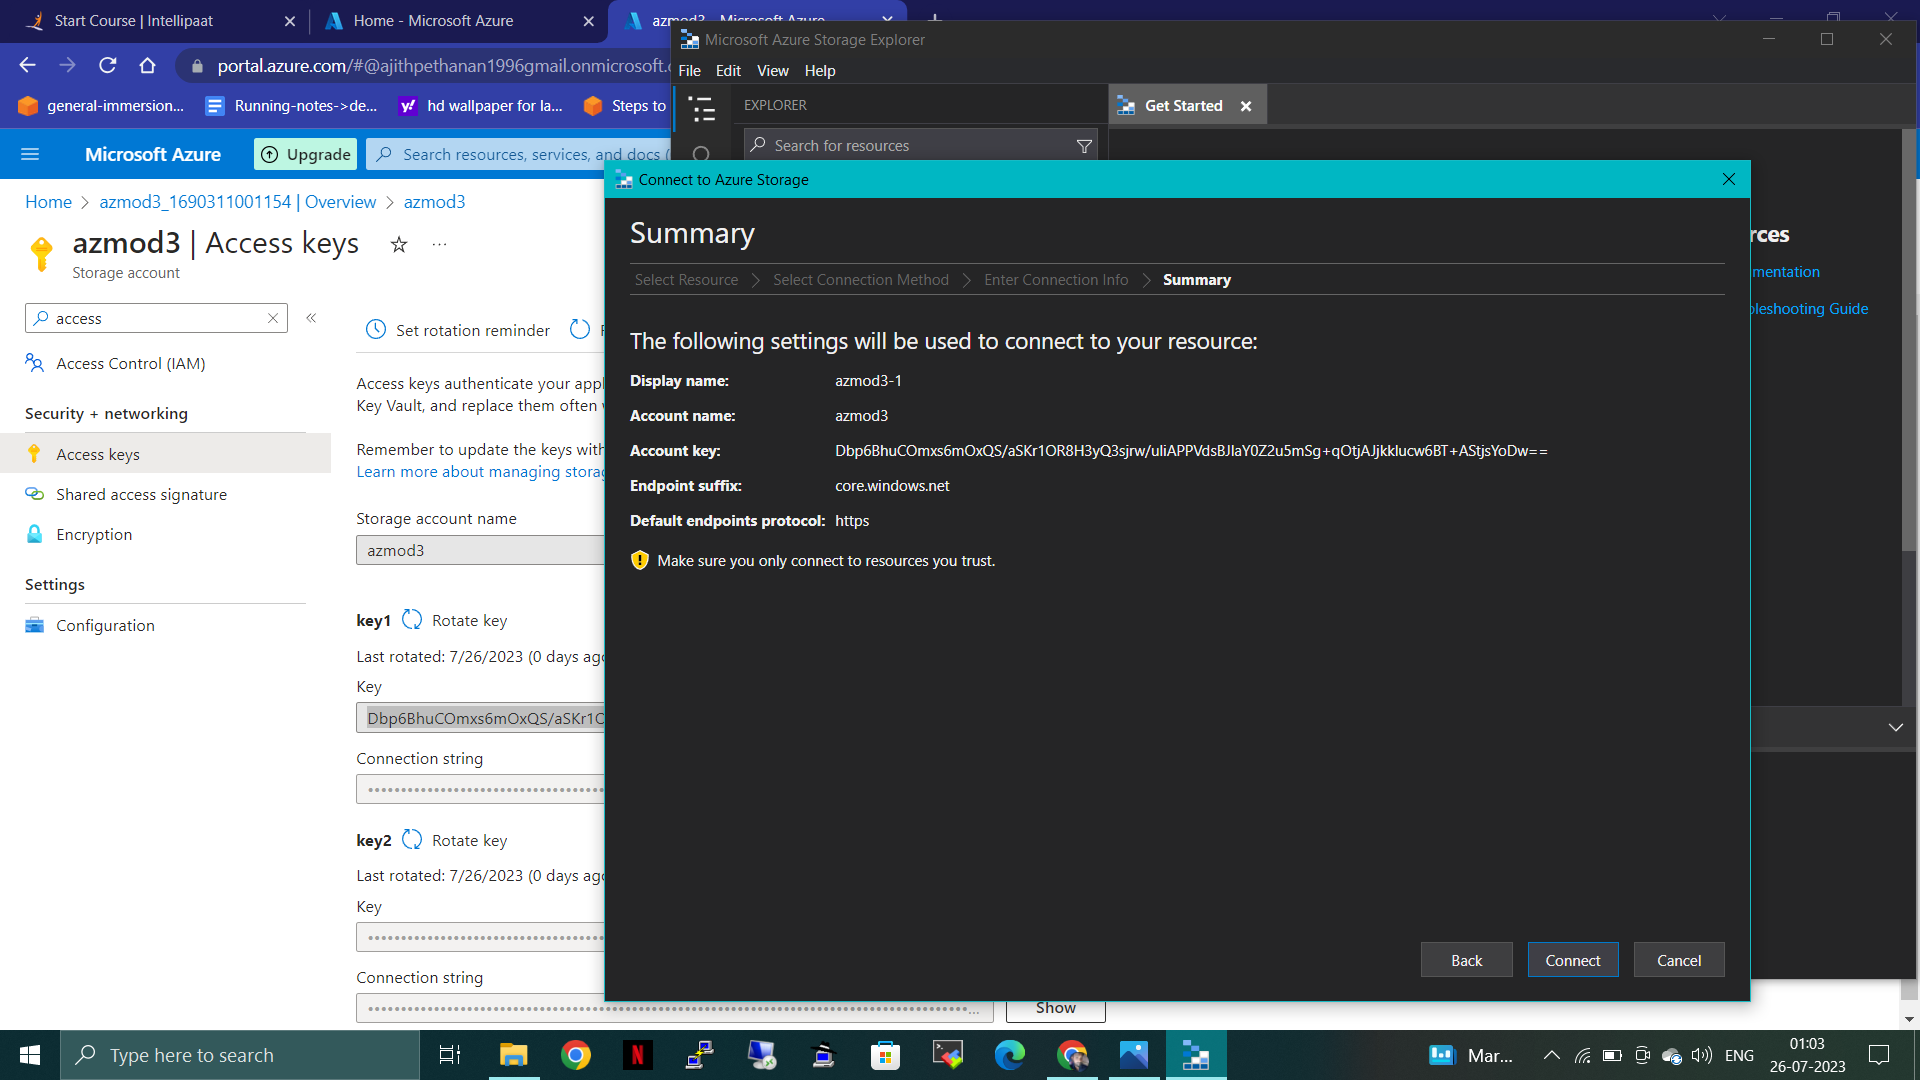 Start Course | Intellipaat
Home - Microsoft Azure
azmod3 - Microsoft Azure
portal.azure.com/#@ajithpethanan1996gmail.onmicrosoft.c
general-immersion...
Running-notes->de...
hd wallpaper for la...
Steps to
Microsoft Azure
Upgrade
Search resources, services, and docs (
Home > azmod3_1690311001154 | Overview > azmod3
azmod3 | Access keys
...
Storage account
access
«
Access Control (IAM)
Security + networking
Access keys
Shared access signature
Encryption
Settings
Configuration
Set rotation reminder
Access keys authenticate your appl
Key Vault, and replace them often
Remember to update the keys with
Learn more about managing storag
Storage account name
azmod3
key1
Rotate key
Last rotated: 7/26/2023 (0 days ago
Key
Dbp6BhuCOmxs6mOxQS/aSKr1O
Connection string
key2
Rotate key
Last rotated: 7/26/2023 (0 days ago
Key
Connection string
Show
Microsoft Azure Storage Explorer
File Edit View Help
EXPLORER
Search for resources
Get Started
rces
mentation
bleshooting Guide
Connect to Azure Storage
Summary
Select Resource > Select Connection Method > Enter Connection Info > Summary
The following settings will be used to connect to your resource:
Display name: azmod3-1
Account name: azmod3
Account key: Dbp6BhuCOmxs6mOxQS/aSKr1OR8H3yQ3sjrw/uIiAPPVdsBJIaY0Z2u5mSg+qOtjAJjkkIucw6BT+AStjsYoDw==
Endpoint suffix: core.windows.net
Default endpoints protocol: https
Make sure you only connect to resources you trust.
Back
Connect
Cancel
Type here to search
Mar...
ENG
01:03
26-07-2023